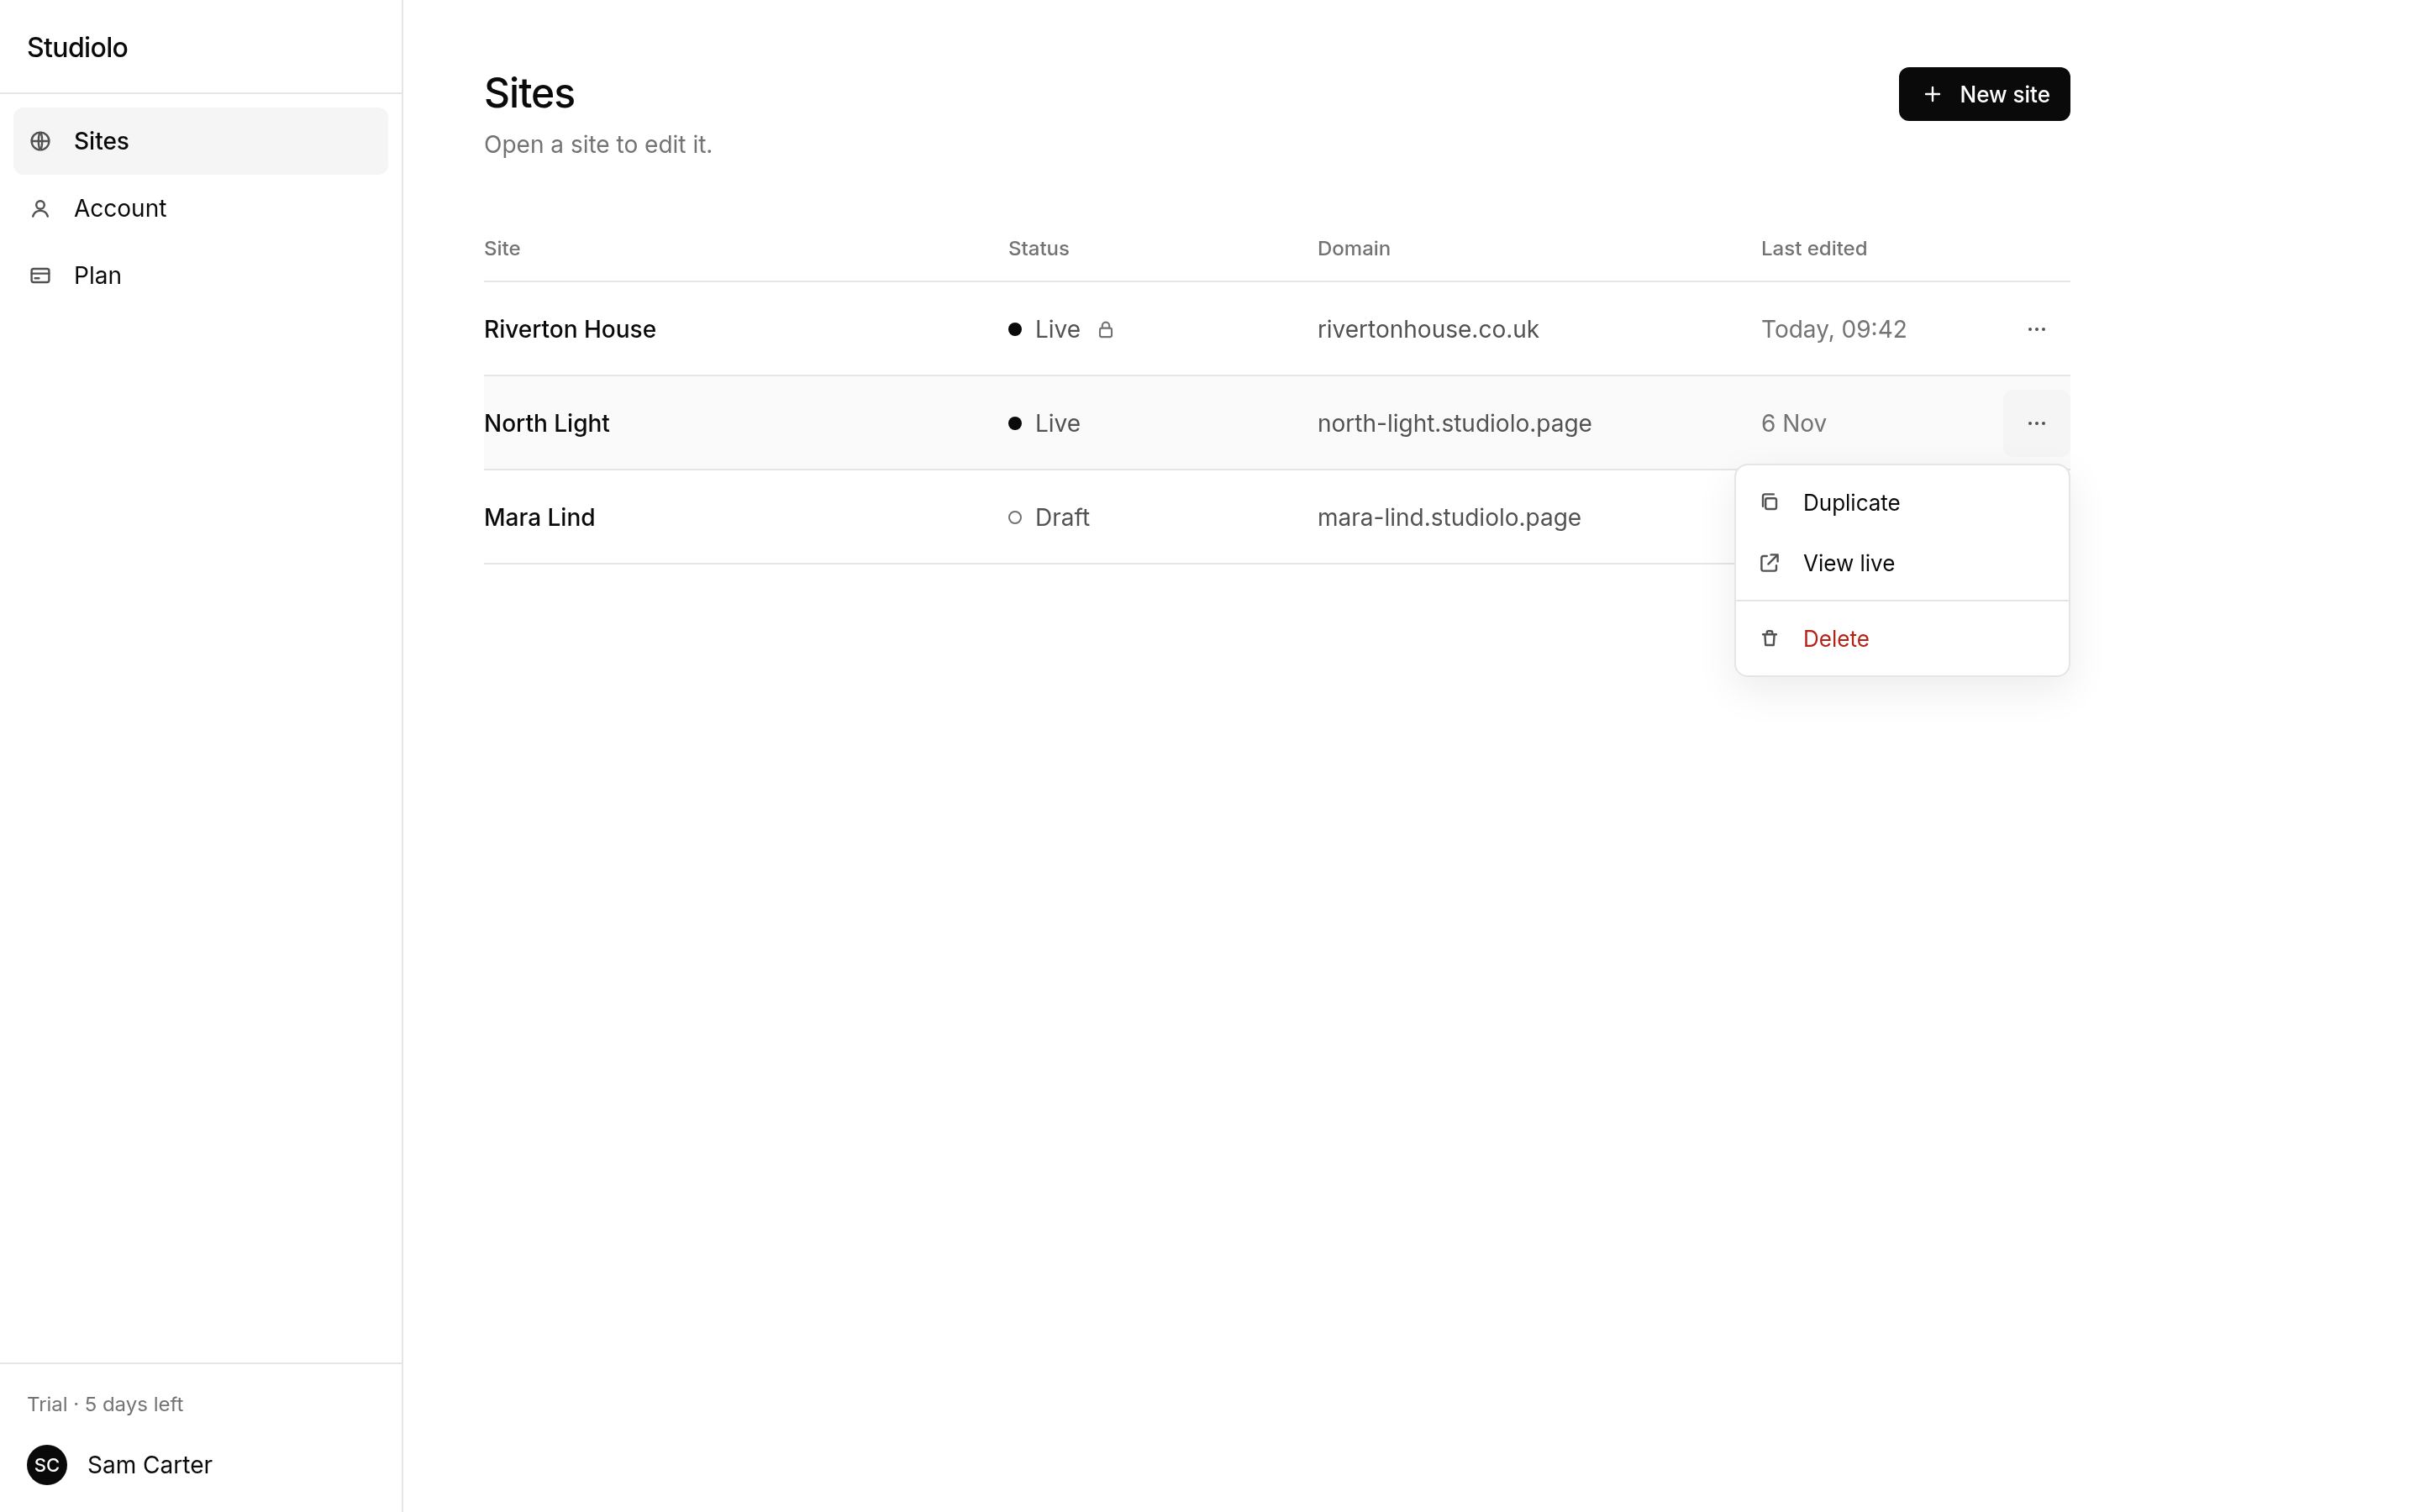 Studiolo
Sites
Account
Plan
Trial · 5 days left
SC
Sam Carter
Sites
Open a site to edit it.
New site
Site Status Domain Last edited
Riverton House Live rivertonhouse.co.uk Today, 09:42
North Light Live north-light.studiolo.page 6 Nov
Mara Lind Draft mara-lind.studiolo.page
Duplicate
View live
Delete